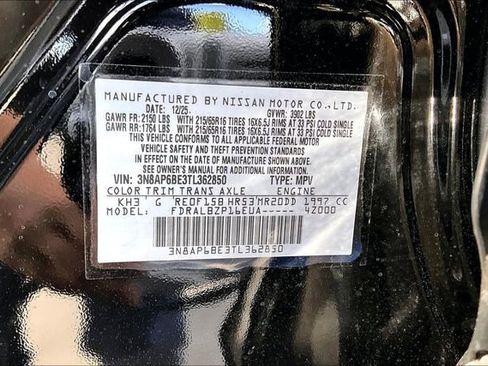 MANUFACTURED BY NISSAN MOTOR CO., LTD.
DATE: 12/25 GVWR: 3902 LBS
GAWR FR: 2150 LBS WITH 215/65R16 TIRES 16X6.5J RIMS AT 33 PSI COLD SINGLE
GAWR RR: 1764 LBS WITH 215/65R16 TIRES 16X6.5J RIMS AT 33 PSI COLD SINGLE
THIS VEHICLE CONFORMS TO ALL APPLICABLE FEDERAL MOTOR
VEHICLE SAFETY AND THEFT PREVENTION STANDARDS
IN EFFECT ON THE DATE OF MANUFACTURE SHOWN ABOVE.
SEE OWNER'S MANUAL FOR ADDITIONAL INFORMATION.
VIN: 3N8AP6BE3TL362850 TYPE: MPV
COLOR TRIM TRANS AXLE ENGINE
KH3 G RE0F15B HR53 MR20DD 1997 CC
MODEL: FDRALBZP16EUA----- 4Z000
3N8AP6BE3TL362850